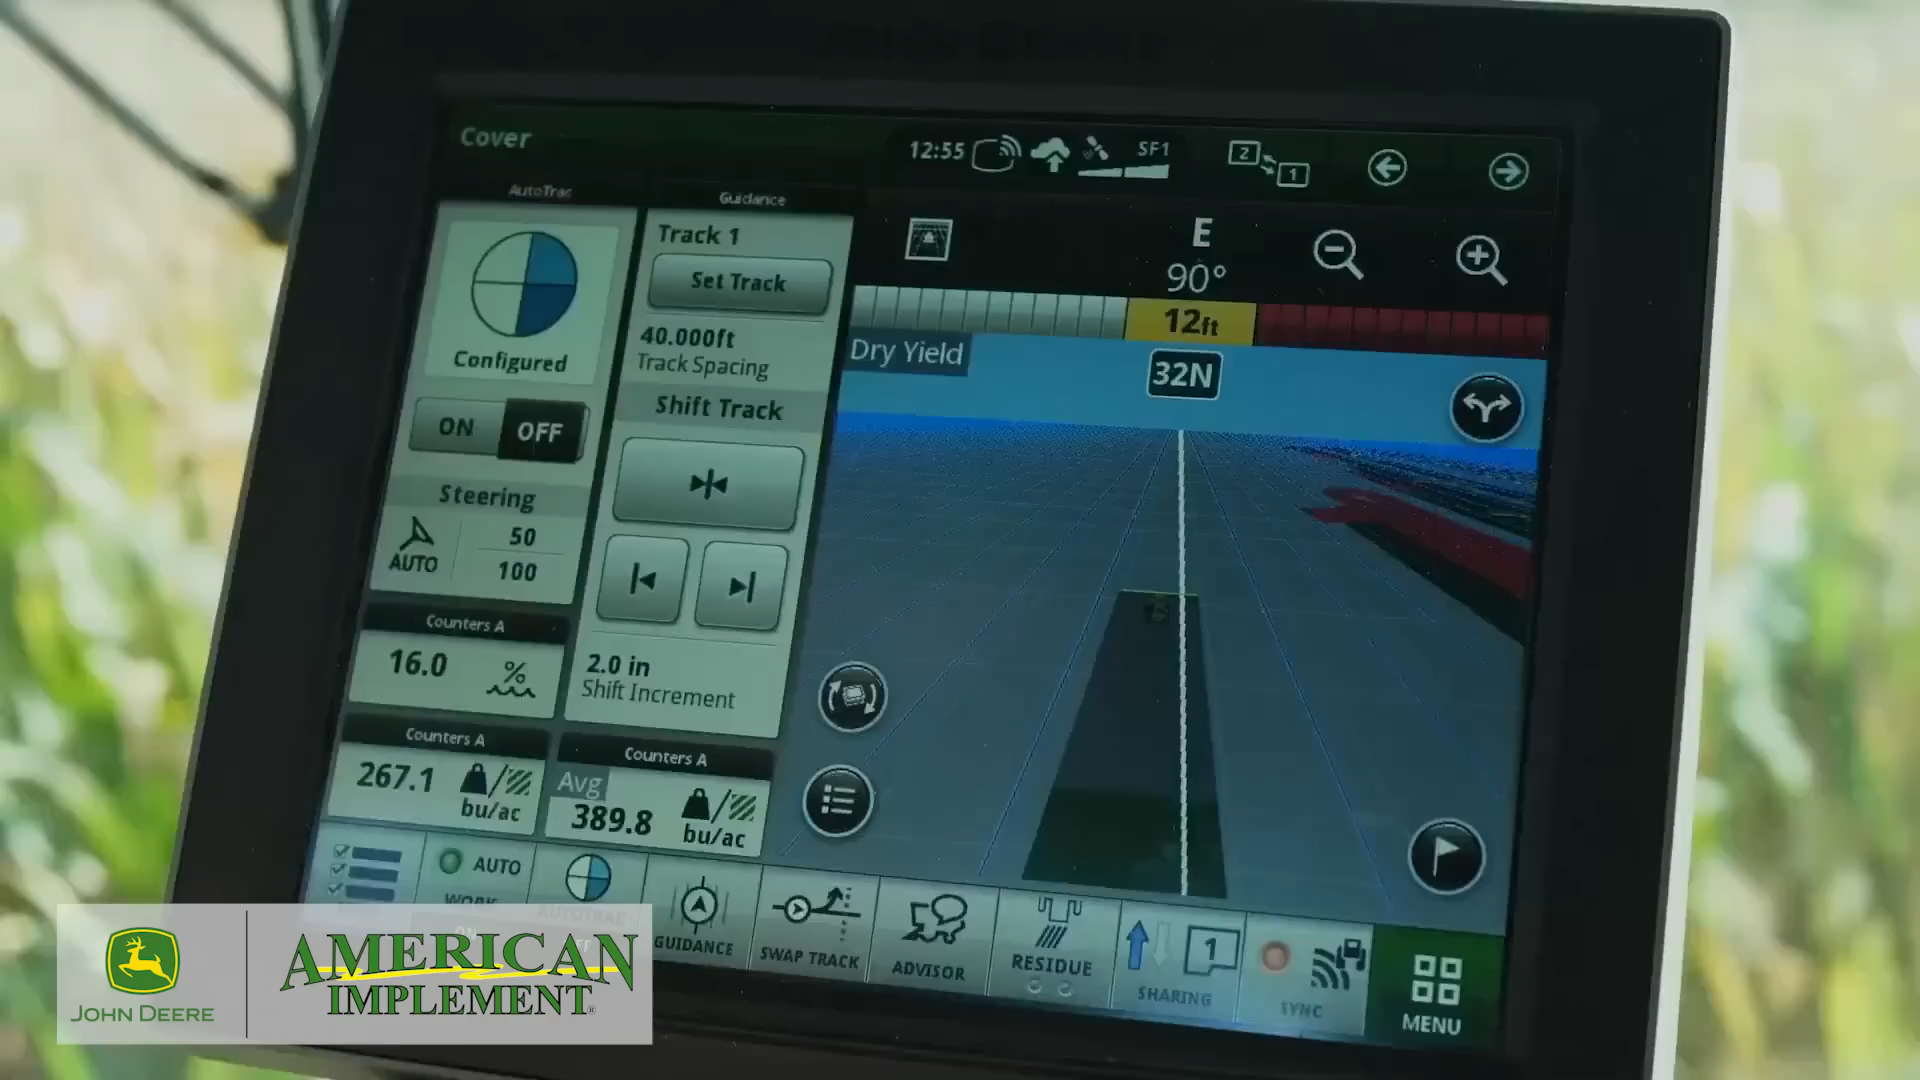 Cover
12:55
SF1
2
1
AutoTrac
Guidance
Configured
ON
OFF
Steering
AUTO
50
100
Track 1
Set Track
40.000ft
Track Spacing
Shift Track
2.0 in
Shift Increment
E
90°
12ft
Dry Yield
32N
Counters A
16.0
%
Counters A
267.1
bu/ac
Counters A
Avg
389.8
bu/ac
AUTO
WORK
AUTOTRAC
GUIDANCE
SWAP TRACK
ADVISOR
RESIDUE
1
SHARING
SYNC
MENU
JOHN DEERE
AMERICAN
IMPLEMENT®